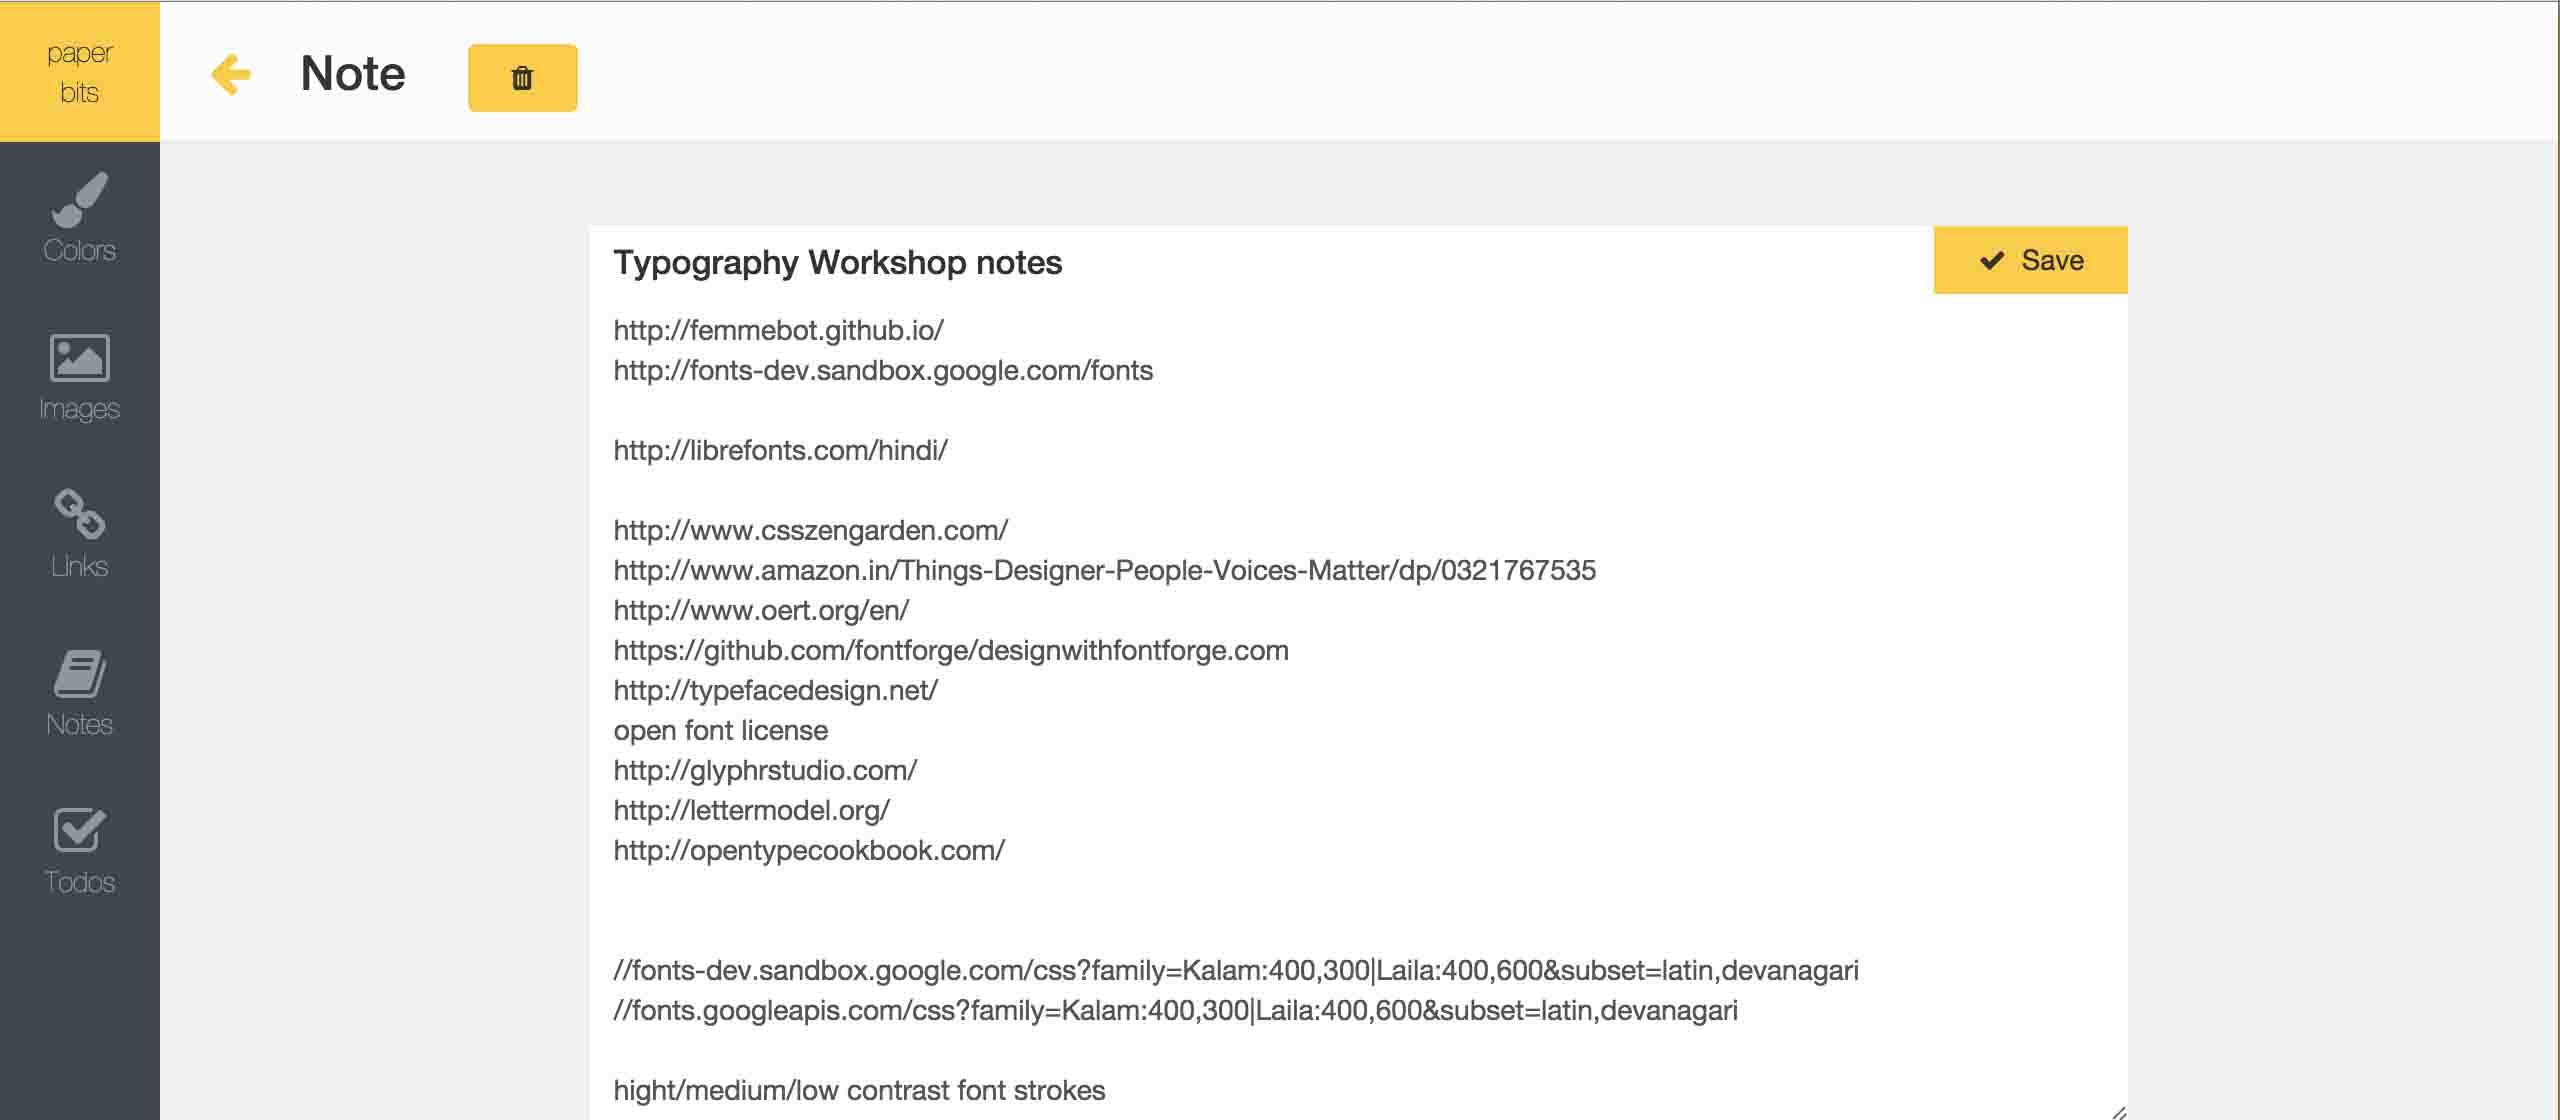 paper
bits
Note
Colors
Images
Links
Notes
Todos
Typography Workshop notes
Save
http://femmebot.github.io/
http://fonts-dev.sandbox.google.com/fonts
http://librefonts.com/hindi/
http://www.csszengarden.com/
http://www.amazon.in/Things-Designer-People-Voices-Matter/dp/0321767535
http://www.oert.org/en/
https://github.com/fontforge/designwithfontforge.com
http://typefacedesign.net/
open font license
http://glyphrstudio.com/
http://lettermodel.org/
http://opentypecookbook.com/
//fonts-dev.sandbox.google.com/css?family=Kalam:400,300|Laila:400,600&subset=latin,devanagari
//fonts.googleapis.com/css?family=Kalam:400,300|Laila:400,600&subset=latin,devanagari
hight/medium/low contrast font strokes